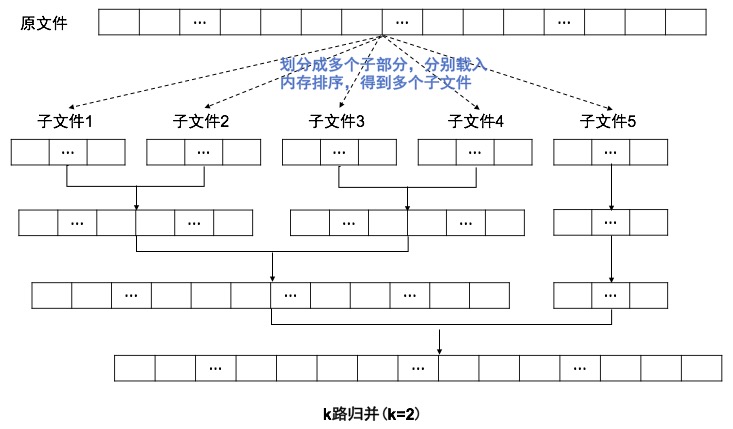 原文件
... ... ...
划分成多个子部分，分别载入
内存排序，得到多个子文件
子文件1 子文件2 子文件3 子文件4 子文件5
... ... ... ... ...
... ... ... ... ...
... ... ... ...
... ... ...
k路归并(k=2)